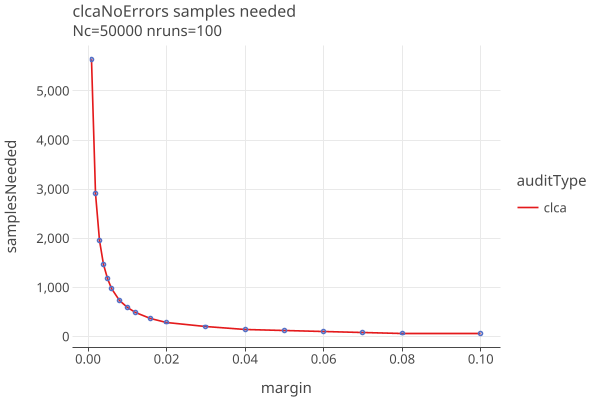 clcaNoErrors samples needed
Nc=50000 nruns=100
samplesNeeded
5,000
4,000
3,000
2,000
1,000
0
0.00
0.02
0.04
0.06
0.08
0.10
margin
auditType
clca